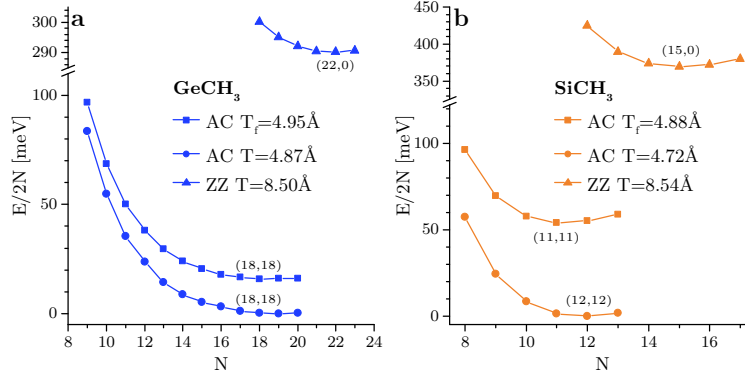 a
300
290
100
50
0
E/2N [meV]
8
10
12
14
16
18
20
22
24
N
GeCH3
AC Tf=4.95Å
AC T=4.87Å
ZZ T=8.50Å
(22,0)
(18,18)
(18,18)
b
450
400
350
100
50
0
E/2N [meV]
8
10
12
14
16
N
SiCH3
AC Tf=4.88Å
AC T=4.72Å
ZZ T=8.54Å
(15,0)
(11,11)
(12,12)